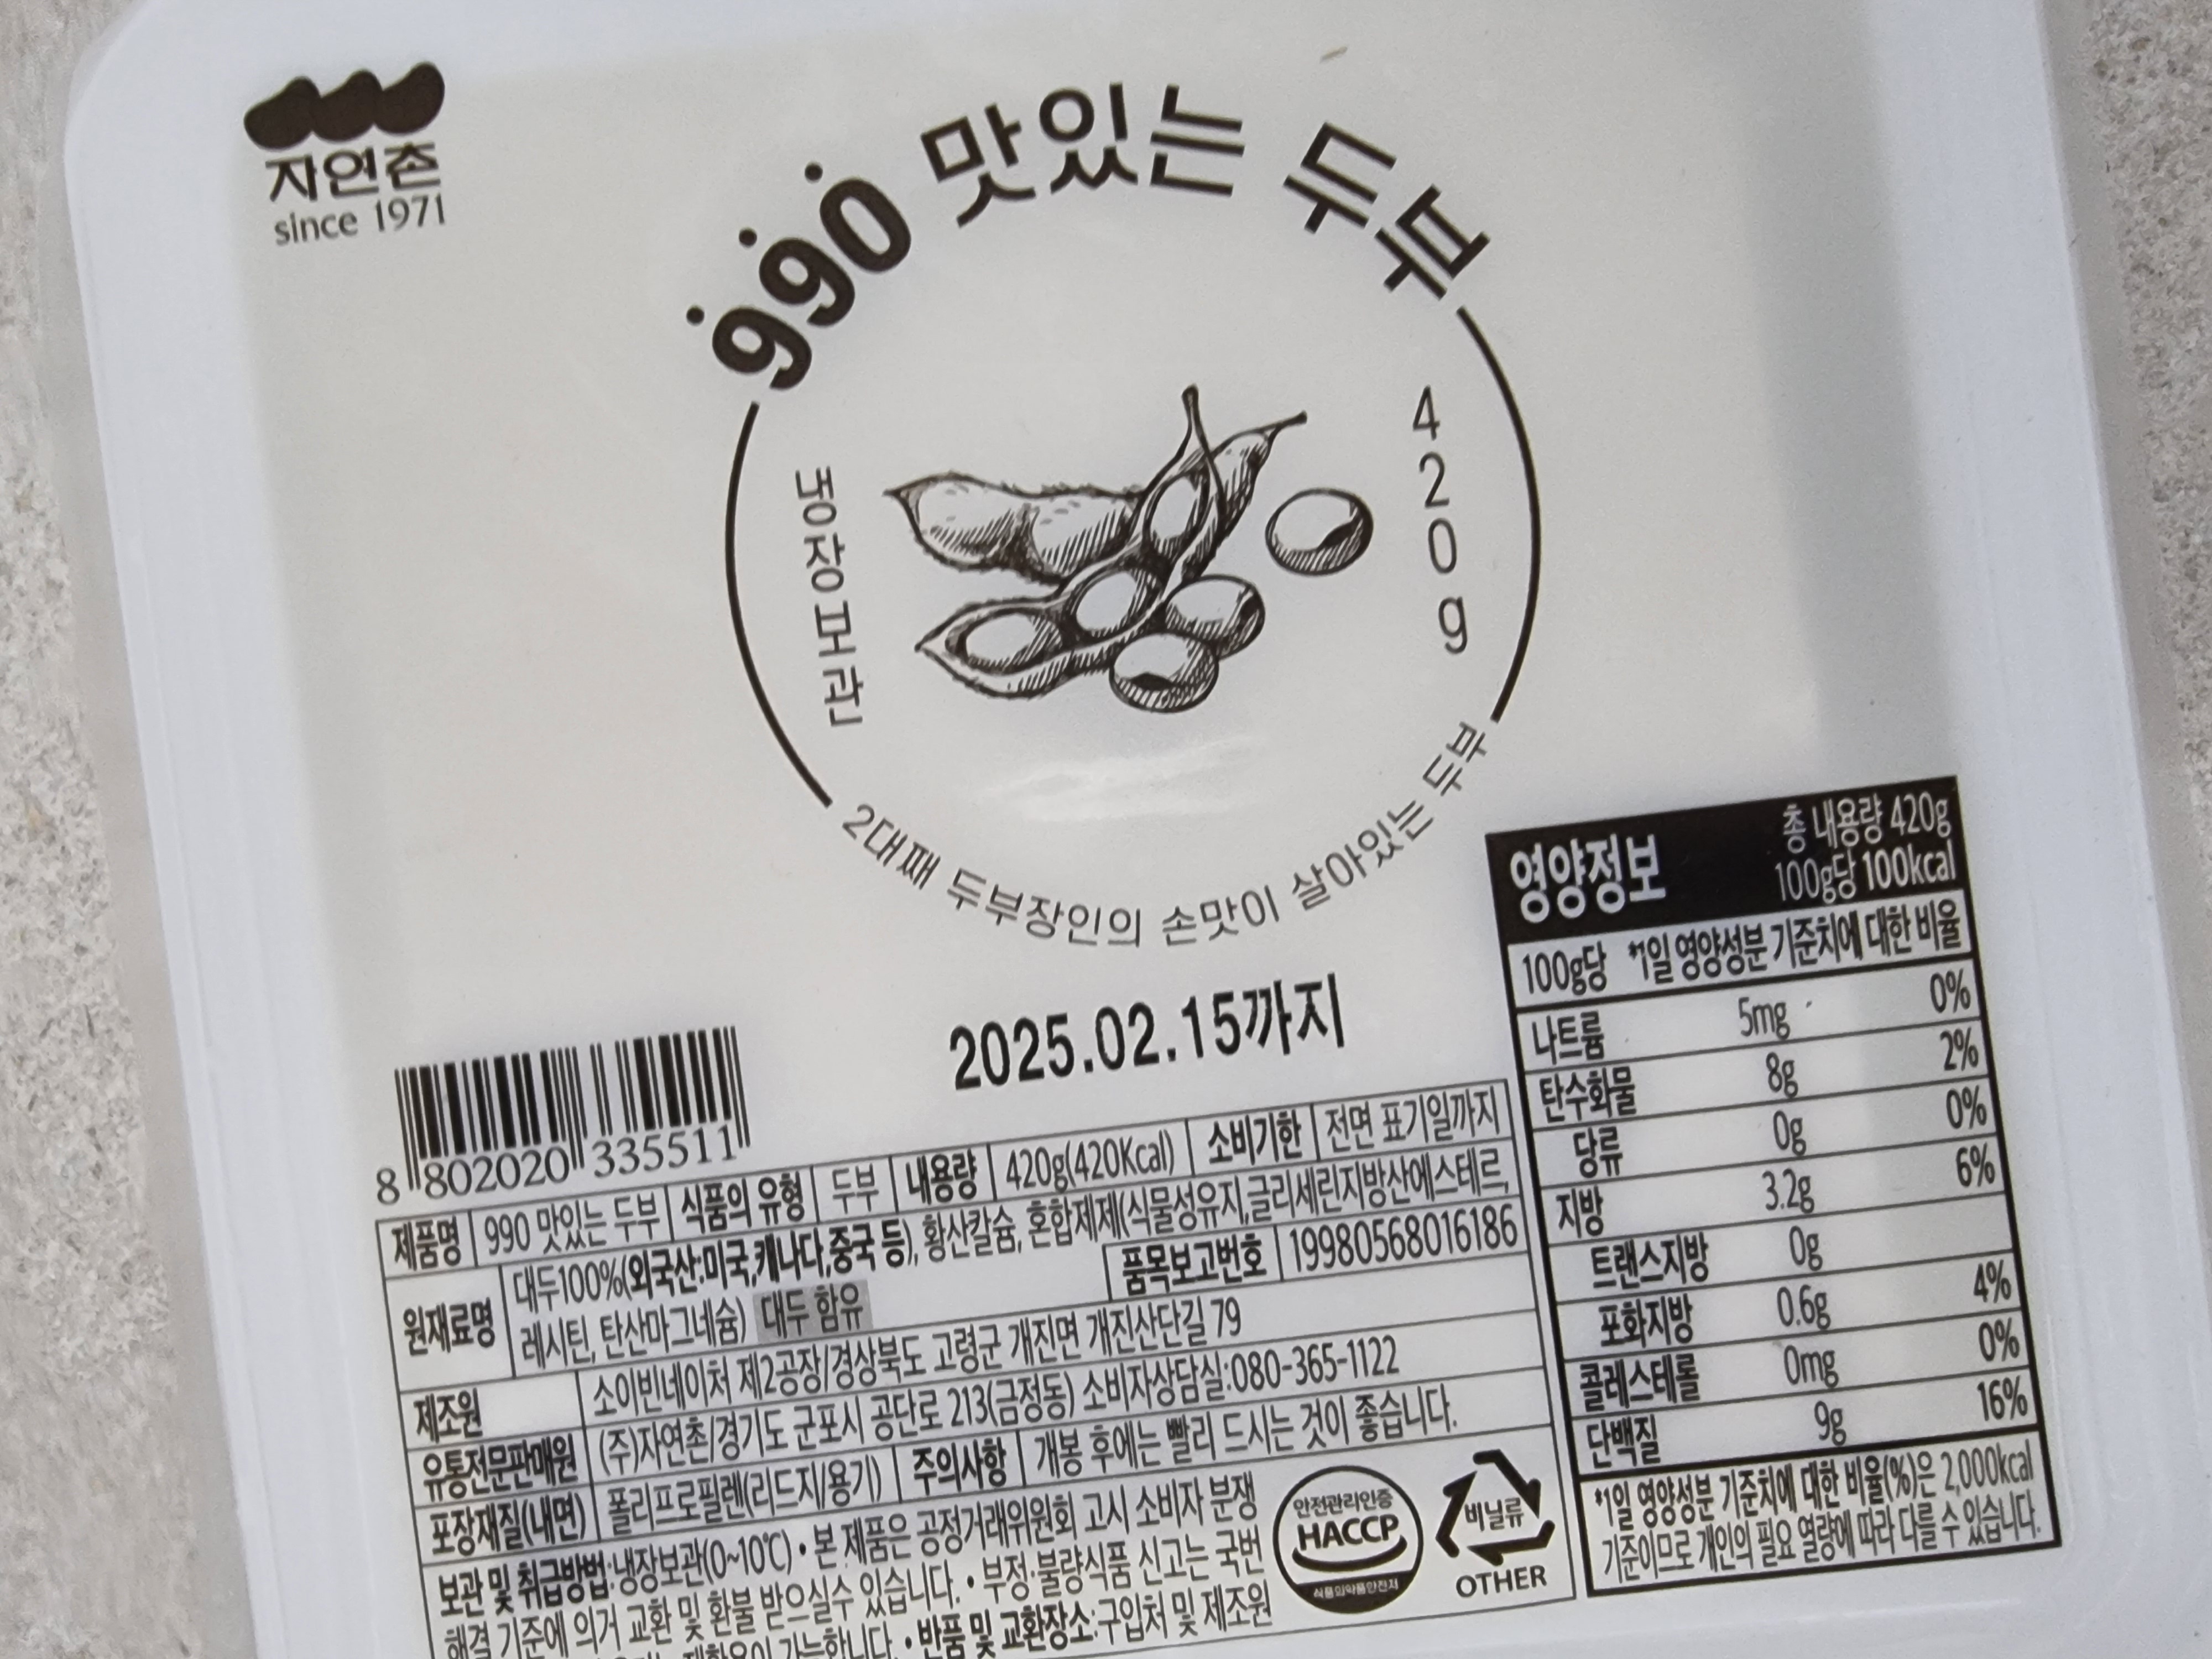 자연촌
since 1971
990 맛있는 두부
냉장보관
420g
2대째 두부장인의 손맛이 살아있는 두부
2025.02.15까지
8 802020 335511
제품명 990 맛있는 두부 식품의 유형 두부 내용량 420g(420Kcal) 소비기한 전면 표기일까지
원재료명 대두100%(외국산:미국,캐나다,중국 등), 황산칼슘, 혼합제제(식물성유지,글리세린지방산에스테르,
레시틴, 탄산마그네슘) 대두 함유 품목보고번호 19980568016186
제조원 소이빈네이처 제2공장/경상북도 고령군 개진면 개진산단길 79
유통전문판매원 (주)자연촌/경기도 군포시 공단로 213(금정동) 소비자상담실:080-365-1122
포장재질(내면) 폴리프로필렌(리드지/용기) 주의사항 개봉 후에는 빨리 드시는 것이 좋습니다.
보관 및 취급방법:냉장보관(0~10℃) • 본 제품은 공정거래위원회 고시 소비자 분쟁
해결 기준에 의거 교환 및 환불 받으실수 있습니다. • 부정·불량식품 신고는 국번
가능합니다. • 반품 및 교환장소:구입처 및 제조원
안전관리인증
HACCP
식품의약품안전처
비닐류
OTHER
영양정보
총 내용량 420g
100g당 100kcal
100g당 *1일 영양성분 기준치에 대한 비율
나트륨 5mg 0%
탄수화물 8g 2%
당류 0g 0%
지방 3.2g 6%
트랜스지방 0g
포화지방 0.6g 4%
콜레스테롤 0mg 0%
단백질 9g 16%
*1일 영양성분 기준치에 대한 비율(%)은 2,000kcal
기준이므로 개인의 필요 열량에 따라 다를 수 있습니다.